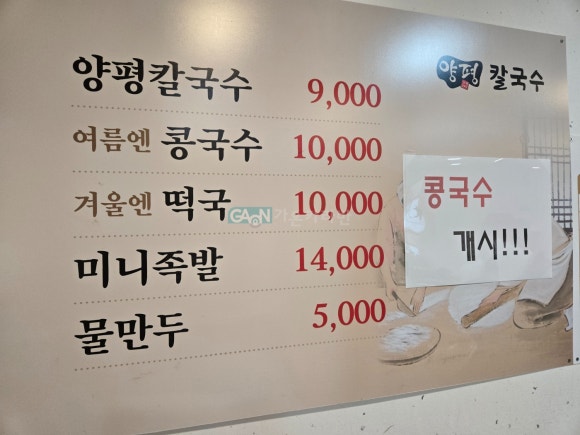 양평칼국수 9,000
여름엔 콩국수 10,000
겨울엔 떡국 10,000
미니족발 14,000
물만두 5,000
양평 칼국수
콩국수
개시!!!
GAON